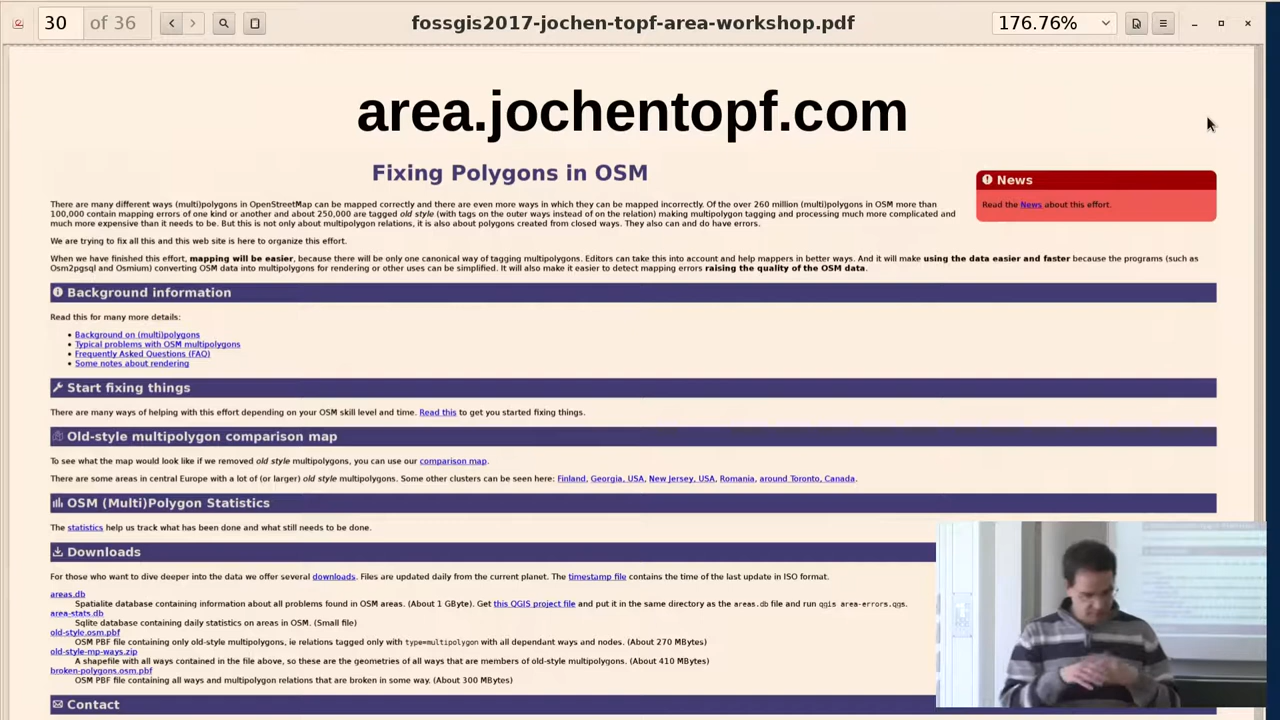 30 of 36
fossgis2017-jochen-topf-area-workshop.pdf
176.76%
area.jochentopf.com
Fixing Polygons in OSM
News
Read the News about this effort.
There are many different ways (multi)polygons in OpenStreetMap can be mapped correctly and there are even more ways in which they can be mapped incorrectly. Of the over 260 million (multi)polygons in OSM more than
100,000 contain mapping errors of one kind or another and about 250,000 are tagged old style (with tags on the outer ways instead of on the relation) making multipolygon tagging and processing much more complicated and
much more expensive than it needs to be. But this is not only about multipolygon relations, it is also about polygons created from closed ways. They also can and do have errors.
We are trying to fix all this and this web site is here to organize this effort.
When we have finished this effort, mapping will be easier, because there will be only one canonical way of tagging multipolygons. Editors can take this into account and help mappers in better ways. And it will make using the data easier and faster because the programs (such as
Osm2pgsql and Osmium) converting OSM data into multipolygons for rendering or other uses can be simplified. It will also make it easier to detect mapping errors raising the quality of the OSM data.
Background information
Read this for many more details:
• Background on (multi)polygons
• Typical problems with OSM multipolygons
• Frequently Asked Questions (FAQ)
• Some notes about rendering
Start fixing things
There are many ways of helping with this effort depending on your OSM skill level and time. Read this to get you started fixing things.
Old-style multipolygon comparison map
To see what the map would look like if we removed old style multipolygons, you can use our comparison map.
There are some areas in central Europe with a lot of (or larger) old style multipolygons. Some other clusters can be seen here: Finland, Georgia, USA, New Jersey, USA, Romania, around Toronto, Canada.
OSM (Multi)Polygon Statistics
The statistics help us track what has been done and what still needs to be done.
Downloads
For those who want to dive deeper into the data we offer several downloads. Files are updated daily from the current planet. The timestamp file contains the time of the last update in ISO format.
areas.db
Spatialite database containing information about all problems found in OSM areas. (About 1 GByte). Get this QGIS project file and put it in the same directory as the areas.db file and run qgis area-errors.qgs.
area-stats.db
Sqlite database containing daily statistics on areas in OSM. (Small file)
old-style.osm.pbf
OSM PBF file containing only old-style multipolygons, ie relations tagged only with type=multipolygon with all dependant ways and nodes. (About 270 MBytes)
old-style-mp-ways.zip
A shapefile with all ways contained in the file above, so these are the geometries of all ways that are members of old-style multipolygons. (About 410 MBytes)
broken-polygons.osm.pbf
OSM PBF file containing all ways and multipolygon relations that are broken in some way. (About 300 MBytes)
Contact